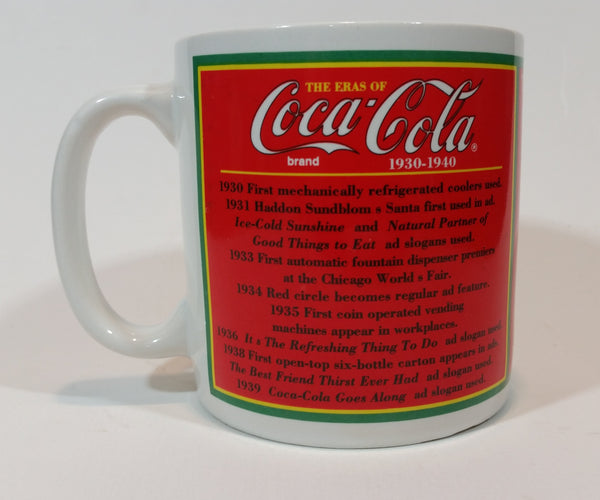 THE ERAS OF
Coca-Cola ®
brand 1930-1940
1930 First mechanically refrigerated coolers used.
1931 Haddon Sundblom s Santa first used in ad.
Ice-Cold Sunshine and Natural Partner of
Good Things to Eat ad slogans used.
1933 First automatic fountain dispenser premiers
at the Chicago World s Fair.
1934 Red circle becomes regular ad feature.
1935 First coin operated vending
machines appear in workplaces.
1936 It s The Refreshing Thing To Do ad slogan used.
1938 First open-top six-bottle carton appears in ads.
The Best Friend Thirst Ever Had ad slogan used.
1939 Coca-Cola Goes Along ad slogan used.